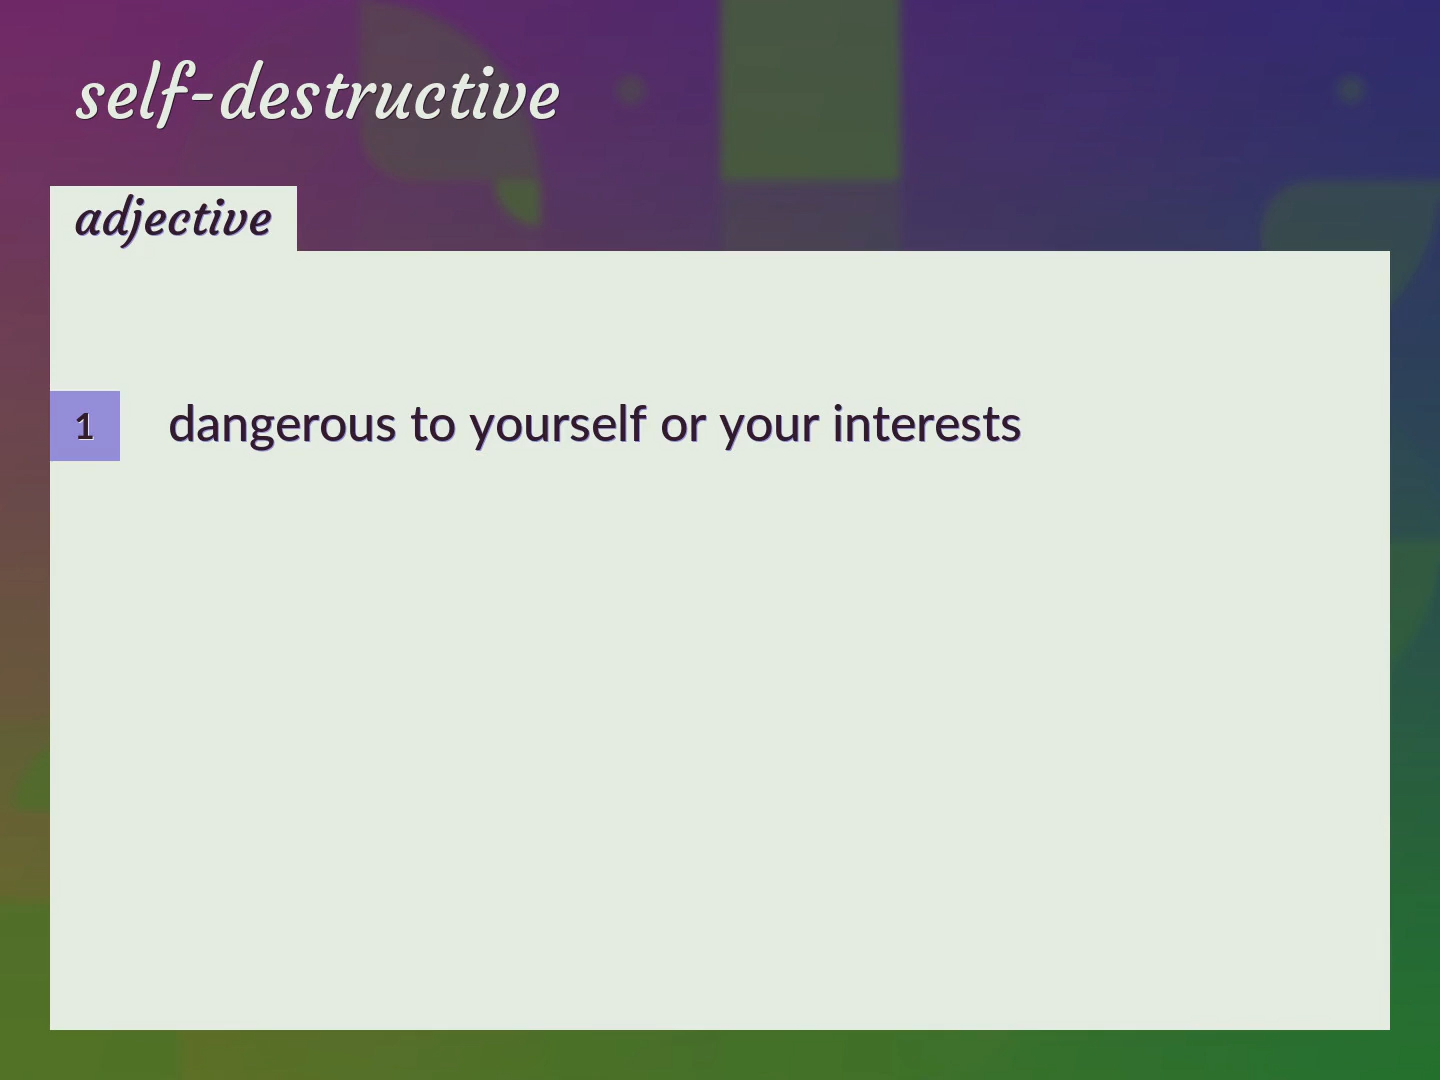 self-destructive
adjective
1 dangerous to yourself or your interests